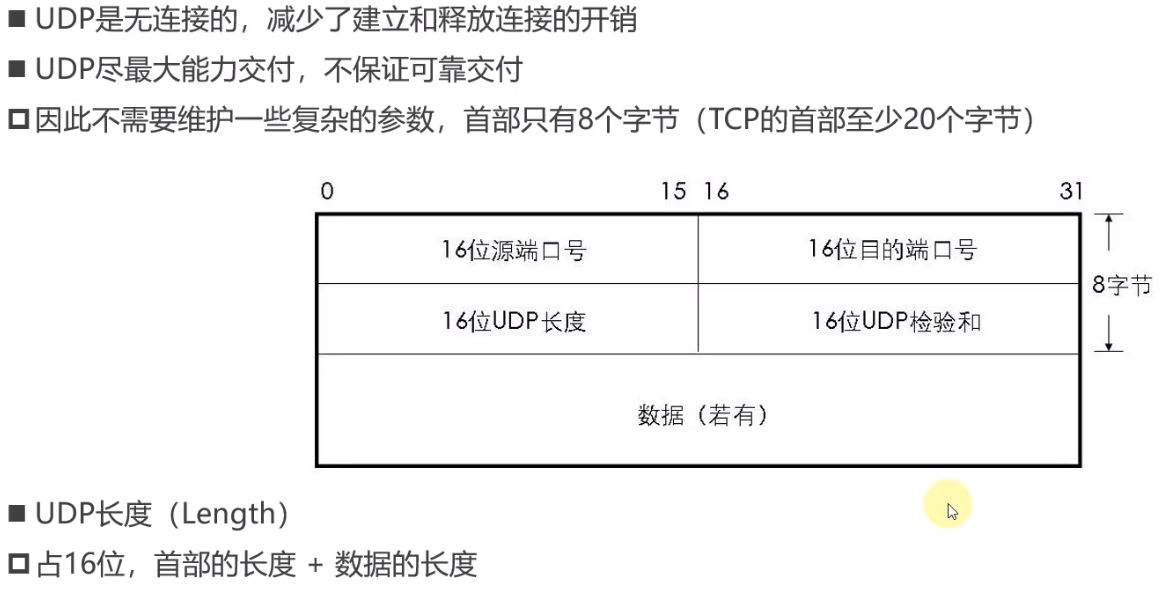 ■ UDP是无连接的，减少了建立和释放连接的开销
■ UDP尽最大能力交付，不保证可靠交付
因此不需要维护一些复杂的参数，首部只有8个字节（TCP的首部至少20个字节）
0 15 16 31
16位源端口号 16位目的端口号
8字节
16位UDP长度 16位UDP检验和
数据（若有）
■ UDP长度（Length）
占16位，首部的长度 + 数据的长度